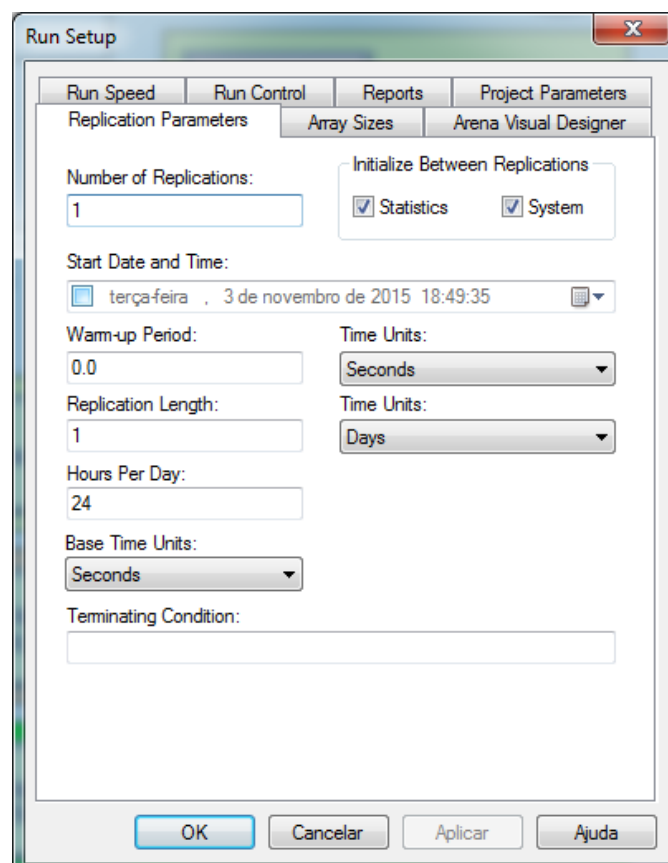 Run Setup
Run Speed Run Control Reports Project Parameters
Replication Parameters Array Sizes Arena Visual Designer
Number of Replications:
1
Initialize Between Replications
Statistics System
Start Date and Time:
terça-feira , 3 de novembro de 2015 18:49:35
Warm-up Period: Time Units:
0.0 Seconds
Replication Length: Time Units:
1 Days
Hours Per Day:
24
Base Time Units:
Seconds
Terminating Condition:
OK Cancelar Aplicar Ajuda